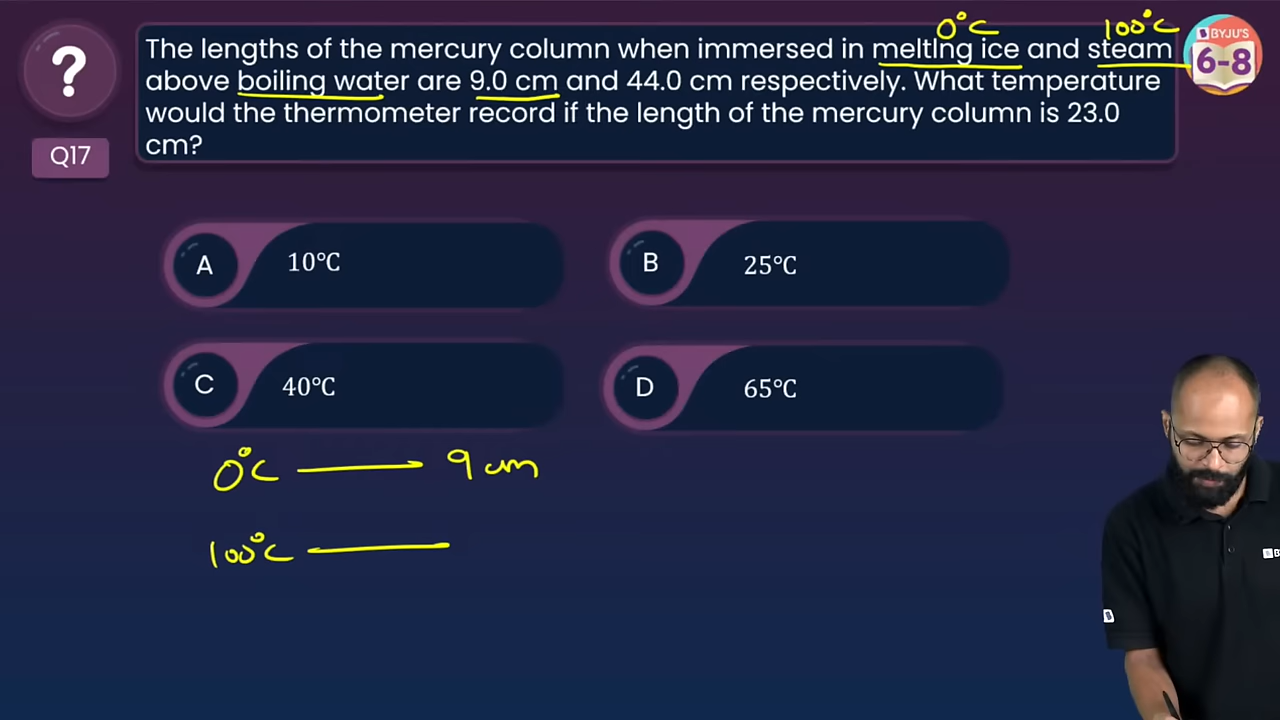 0°C 100°C
? The lengths of the mercury column when immersed in meltlng ice and steam
above boiling water are 9.0 cm and 44.0 cm respectively. What temperature
would the thermometer record if the length of the mercury column is 23.0
cm?
BYJU'S
6-8
Q17
A 10℃
B 25℃
C 40℃
D 65℃
0°C 9 cm
100°C
B
B